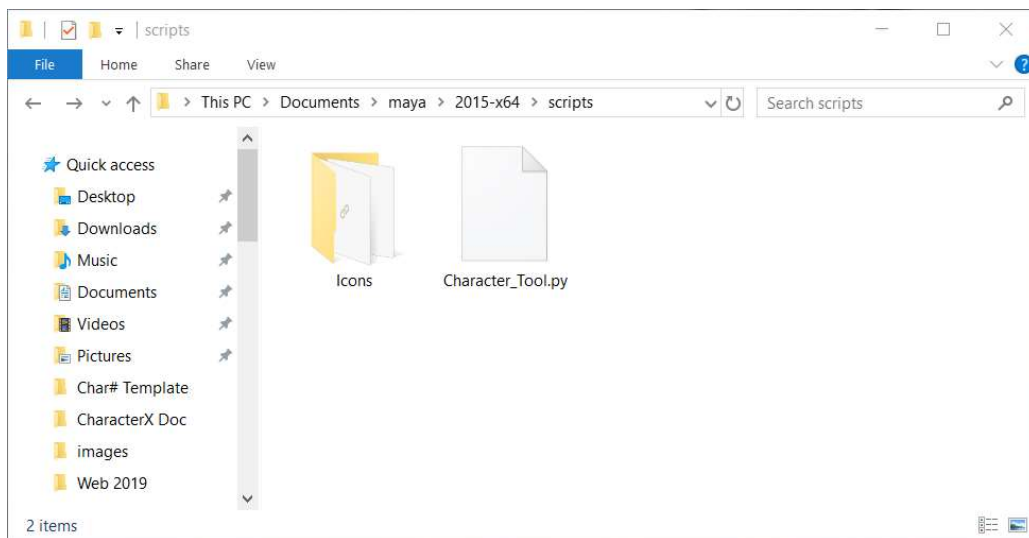 scripts
File Home Share View
This PC > Documents > maya > 2015-x64 > scripts
Search scripts
Quick access
Desktop
Downloads
Music
Documents
Videos
Pictures
Char# Template
CharacterX Doc
images
Web 2019
Icons
Character_Tool.py
2 items